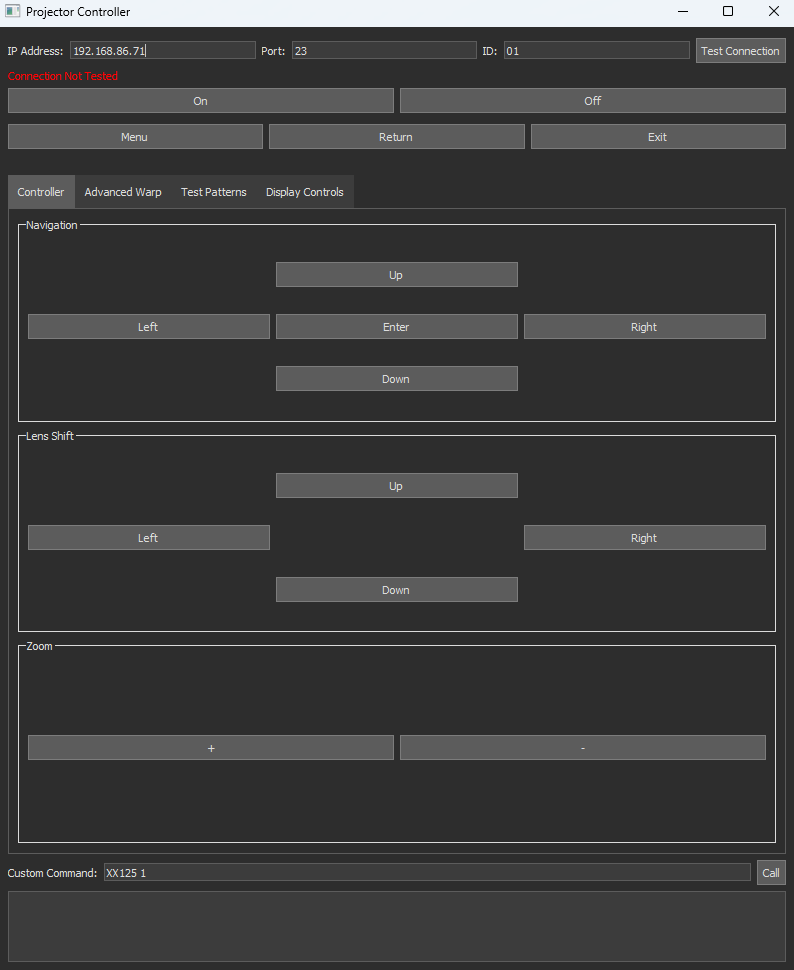 Projector Controller
IP Address: 192.168.86.71 Port: 23 ID: 01 Test Connection
Connection Not Tested
On Off
Menu Return Exit
Controller Advanced Warp Test Patterns Display Controls
Navigation
Up
Left Enter Right
Down
Lens Shift
Up
Left Right
Down
Zoom
+ -
Custom Command: XX125 1 Call